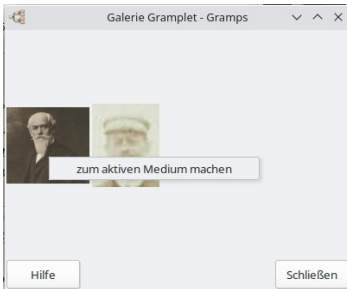 Galerie Gramplet - Gramps
zum aktiven Medium machen
Hilfe
Schließen